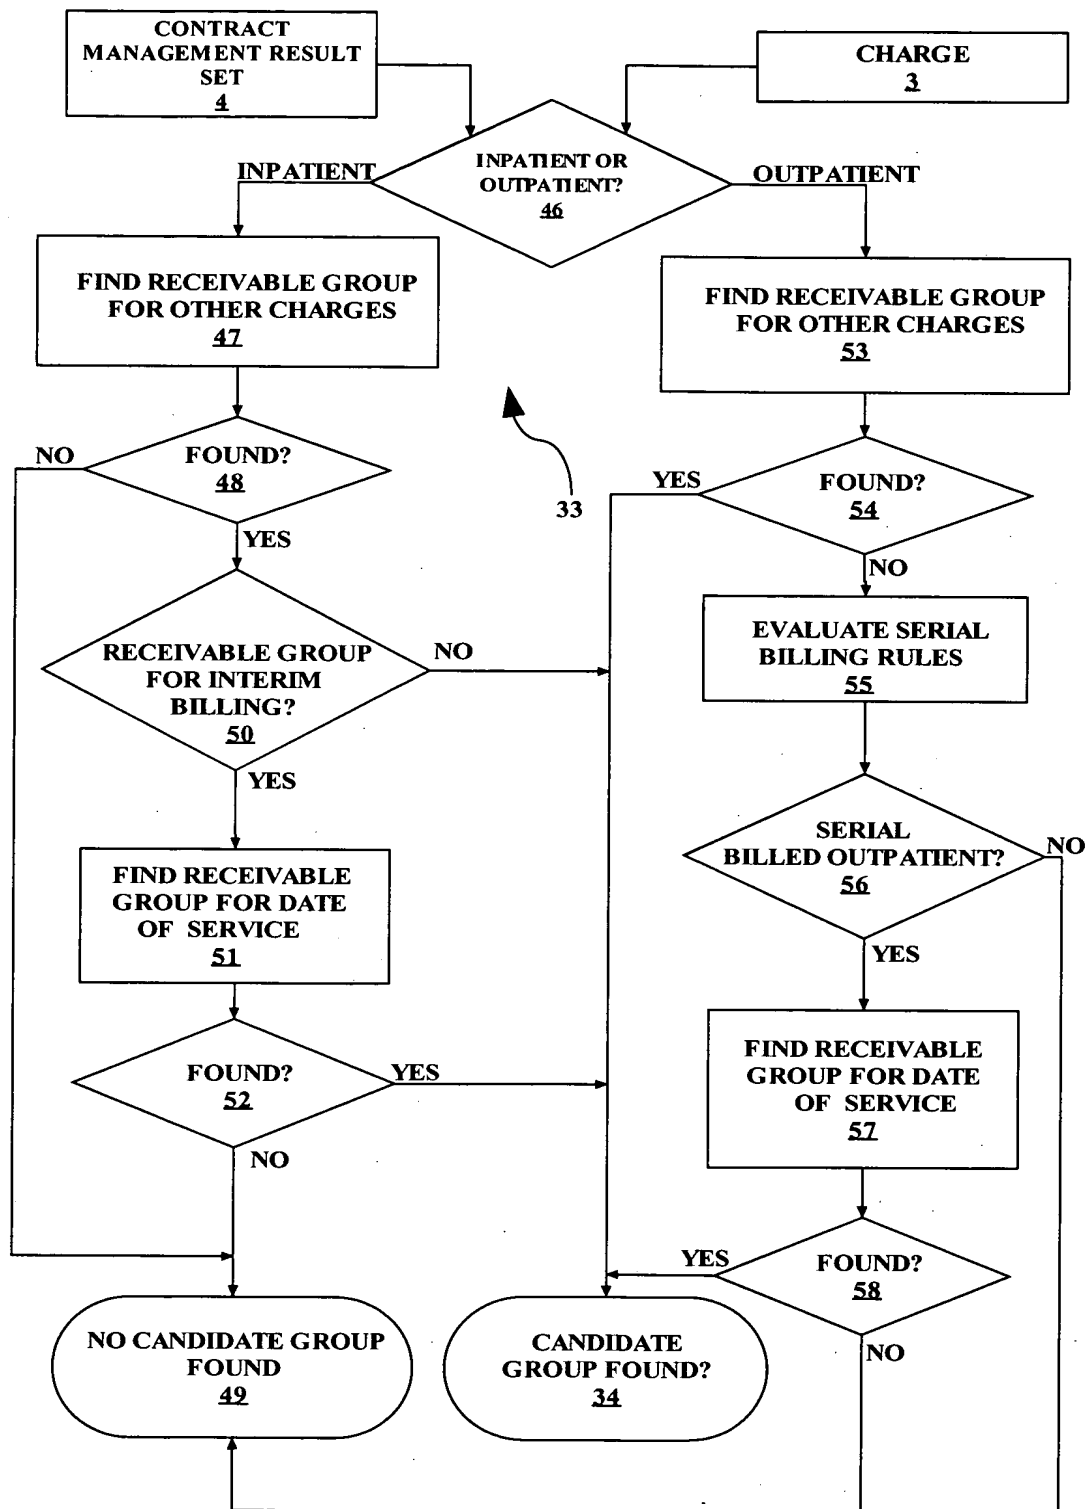 CONTRACT
MANAGEMENT RESULT
SET
4
CHARGE
3
INPATIENT OR
OUTPATIENT?
46
INPATIENT
OUTPATIENT
FIND RECEIVABLE GROUP
FOR OTHER CHARGES
47
FIND RECEIVABLE GROUP
FOR OTHER CHARGES
53
NO
FOUND?
48
YES
33
YES
FOUND?
54
NO
RECEIVABLE GROUP
FOR INTERIM
BILLING?
50
NO
YES
EVALUATE SERIAL
BILLING RULES
55
SERIAL
BILLED OUTPATIENT?
56
NO
YES
FIND RECEIVABLE
GROUP FOR DATE
OF SERVICE
51
FOUND?
52
YES
NO
FIND RECEIVABLE
GROUP FOR DATE
OF SERVICE
57
YES
FOUND?
58
NO
NO CANDIDATE GROUP
FOUND
49
CANDIDATE
GROUP FOUND?
34